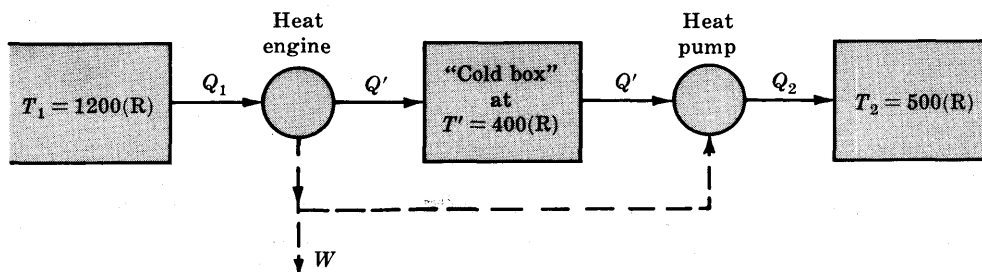 Heat
engine
Heat
pump
T₁ = 1200(R)
Q₁
Q′
“Cold box”
at
T′ = 400(R)
Q′
Q₂
T₂ = 500(R)
W